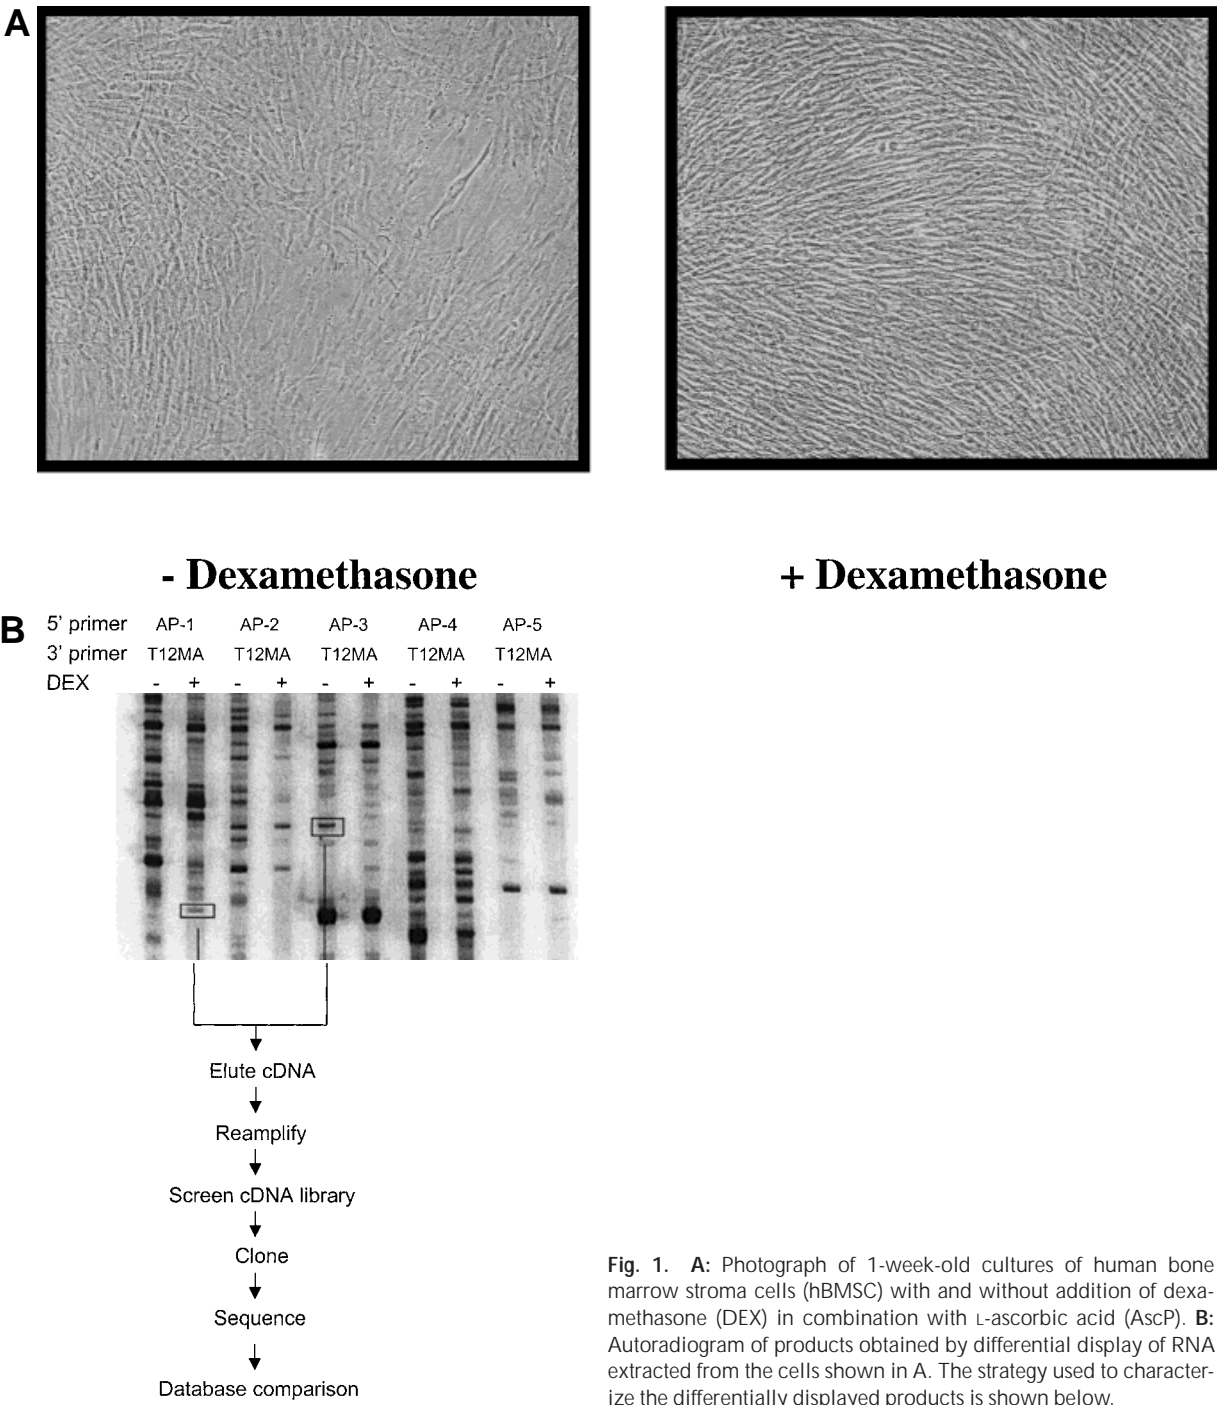 A
- Dexamethasone
+ Dexamethasone
B
5' primer AP-1 AP-2 AP-3 AP-4 AP-5
3' primer T12MA T12MA T12MA T12MA T12MA
DEX - + - + - + - + - +
Elute cDNA
Reamplify
Screen cDNA library
Clone
Sequence
Database comparison
Fig. 1. A: Photograph of 1-week-old cultures of human bone
marrow stroma cells (hBMSC) with and without addition of dexa-
methasone (DEX) in combination with L-ascorbic acid (AscP). B:
Autoradiogram of products obtained by differential display of RNA
extracted from the cells shown in A. The strategy used to character-
ize the differentially displayed products is shown below.